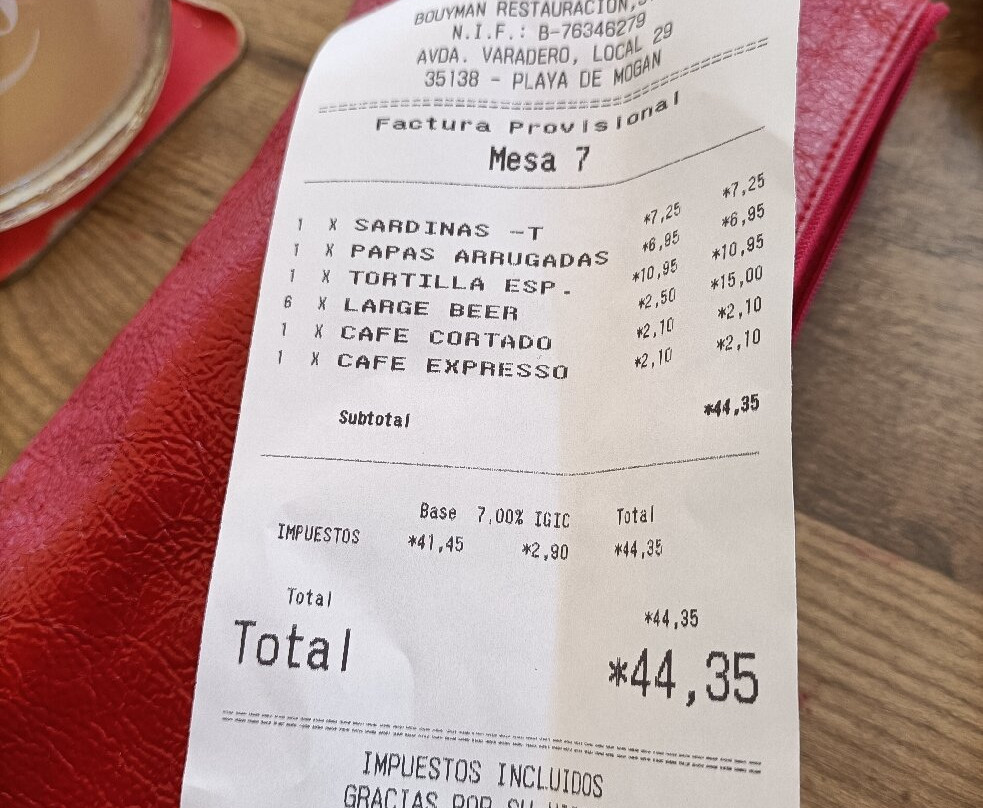 BOUYMAN RESTAURACION,
N.I.F.: B-76346279
AVDA. VARADERO, LOCAL 29
35138 - PLAYA DE MOGAN
Factura Provisional
Mesa 7
1 X SARDINAS -T *7,25 *7,25
1 X PAPAS ARRUGADAS *6,95 *6,95
1 X TORTILLA ESP. *10,95 *10,95
6 X LARGE BEER *2,50 *15,00
1 X CAFE CORTADO *2,10 *2,10
1 X CAFE EXPRESSO *2,10 *2,10
Subtotal *44,35
Base 7,00% IGIC Total
IMPUESTOS *41,45 *2,90 *44,35
Total *44,35
Total *44,35
IMPUESTOS INCLUIDOS
GRACIAS POR SU